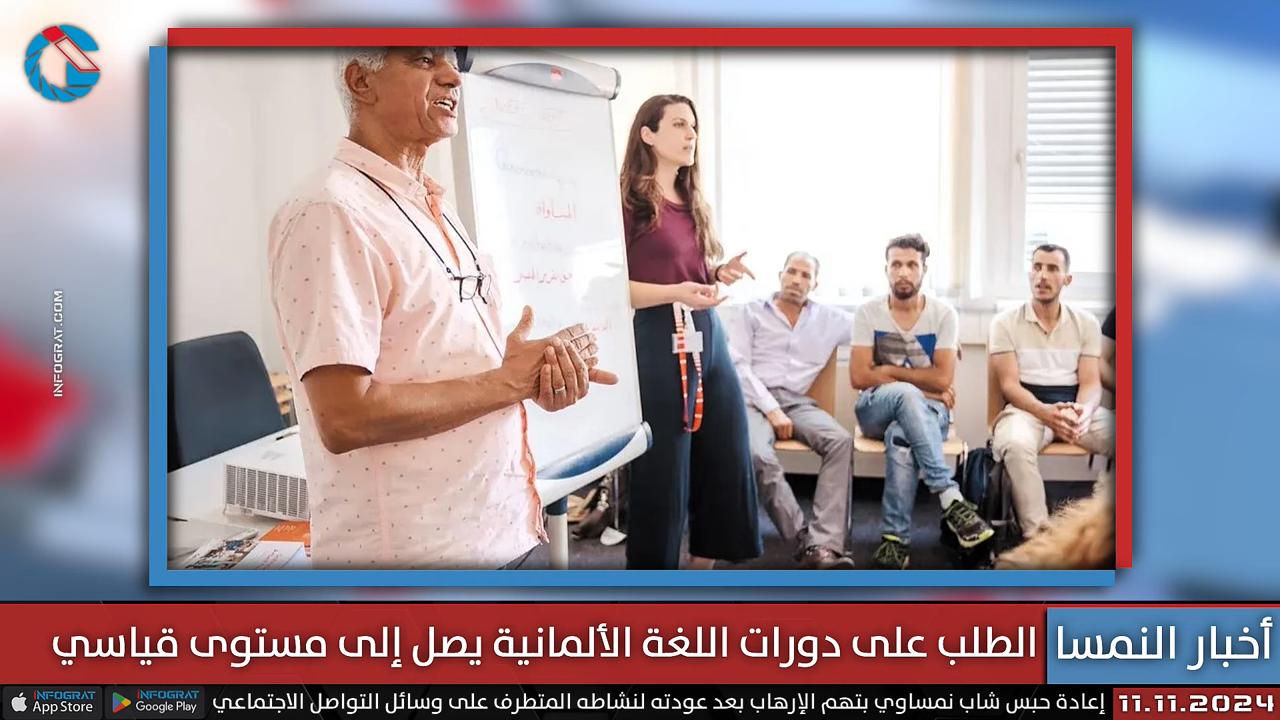 INFOGRAT.COM
المساواة
أخبار النمسا
الطلب على دورات اللغة الألمانية يصل إلى مستوى قياسي
11.11.2024
إعادة حبس شاب نمساوي بتهم الإرهاب بعد عودته لنشاطه المتطرف على وسائل التواصل الاجتماعي
INFOGRAT
Google Play
INFOGRAT
App Store